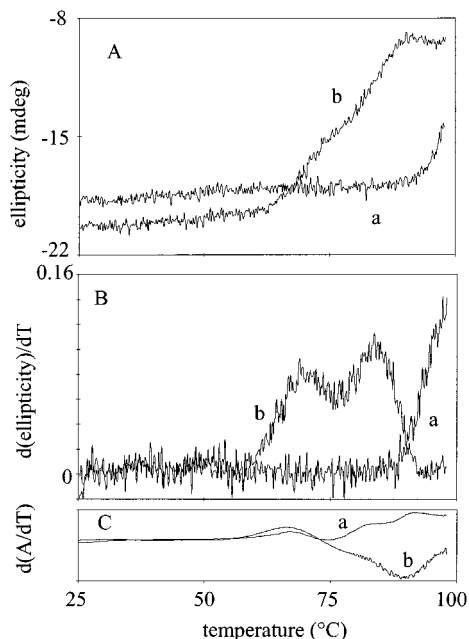 -8
A
b
ellipticity (mdeg)
-15
a
-22
0.16
B
d(ellipticity)/dT
b
a
0
C
d(A/dT)
a
b
25 50 75 100
temperature (°C)